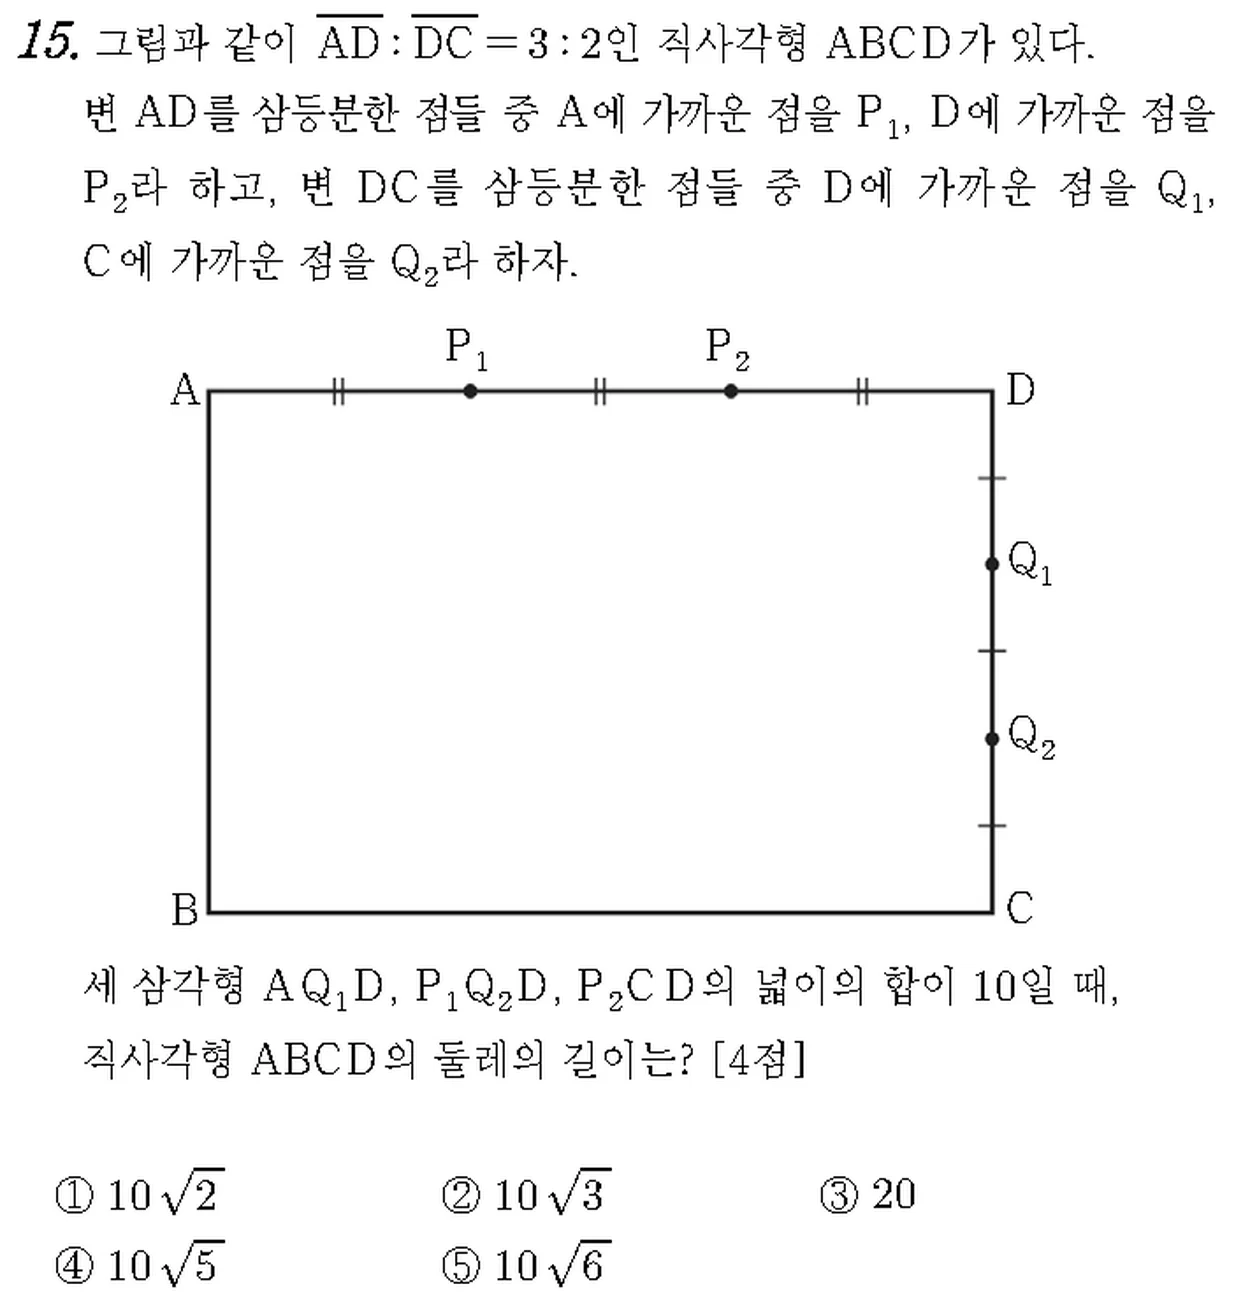 15. 그림과 같이 AD : DC = 3 : 2인 직사각형 ABCD가 있다.
변 AD를 삼등분한 점들 중 A에 가까운 점을 P₁, D에 가까운 점을
P₂라 하고, 변 DC를 삼등분한 점들 중 D에 가까운 점을 Q₁,
C에 가까운 점을 Q₂라 하자.
P₁ P₂
A D
Q₁
Q₂
B C
세 삼각형 AQ₁D, P₁Q₂D, P₂CD의 넓이의 합이 10일 때,
직사각형 ABCD의 둘레의 길이는? [4점]
① 10√2 ② 10√3 ③ 20
④ 10√5 ⑤ 10√6